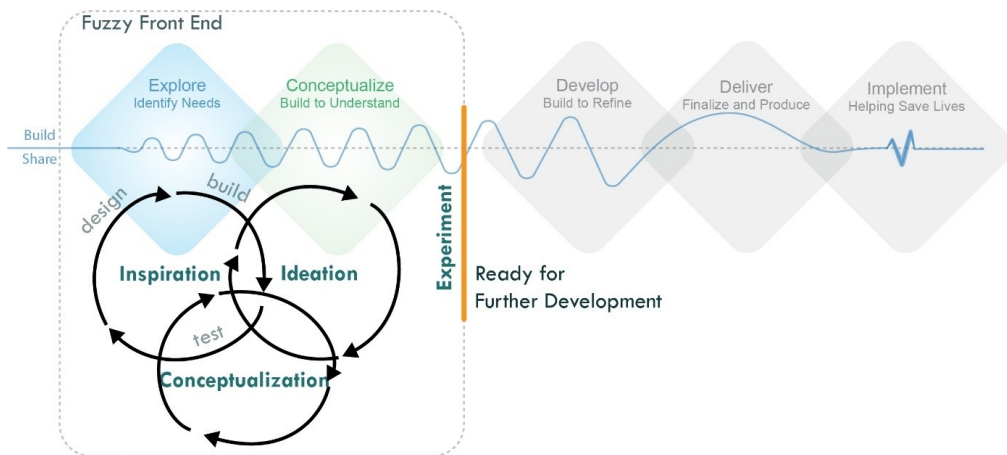 Fuzzy Front End
Explore
Identify Needs
Conceptualize
Build to Understand
Develop
Build to Refine
Deliver
Finalize and Produce
Implement
Helping Save Lives
Build
Share
design
build
test
Inspiration
Ideation
Conceptualization
Experiment
Ready for
Further Development